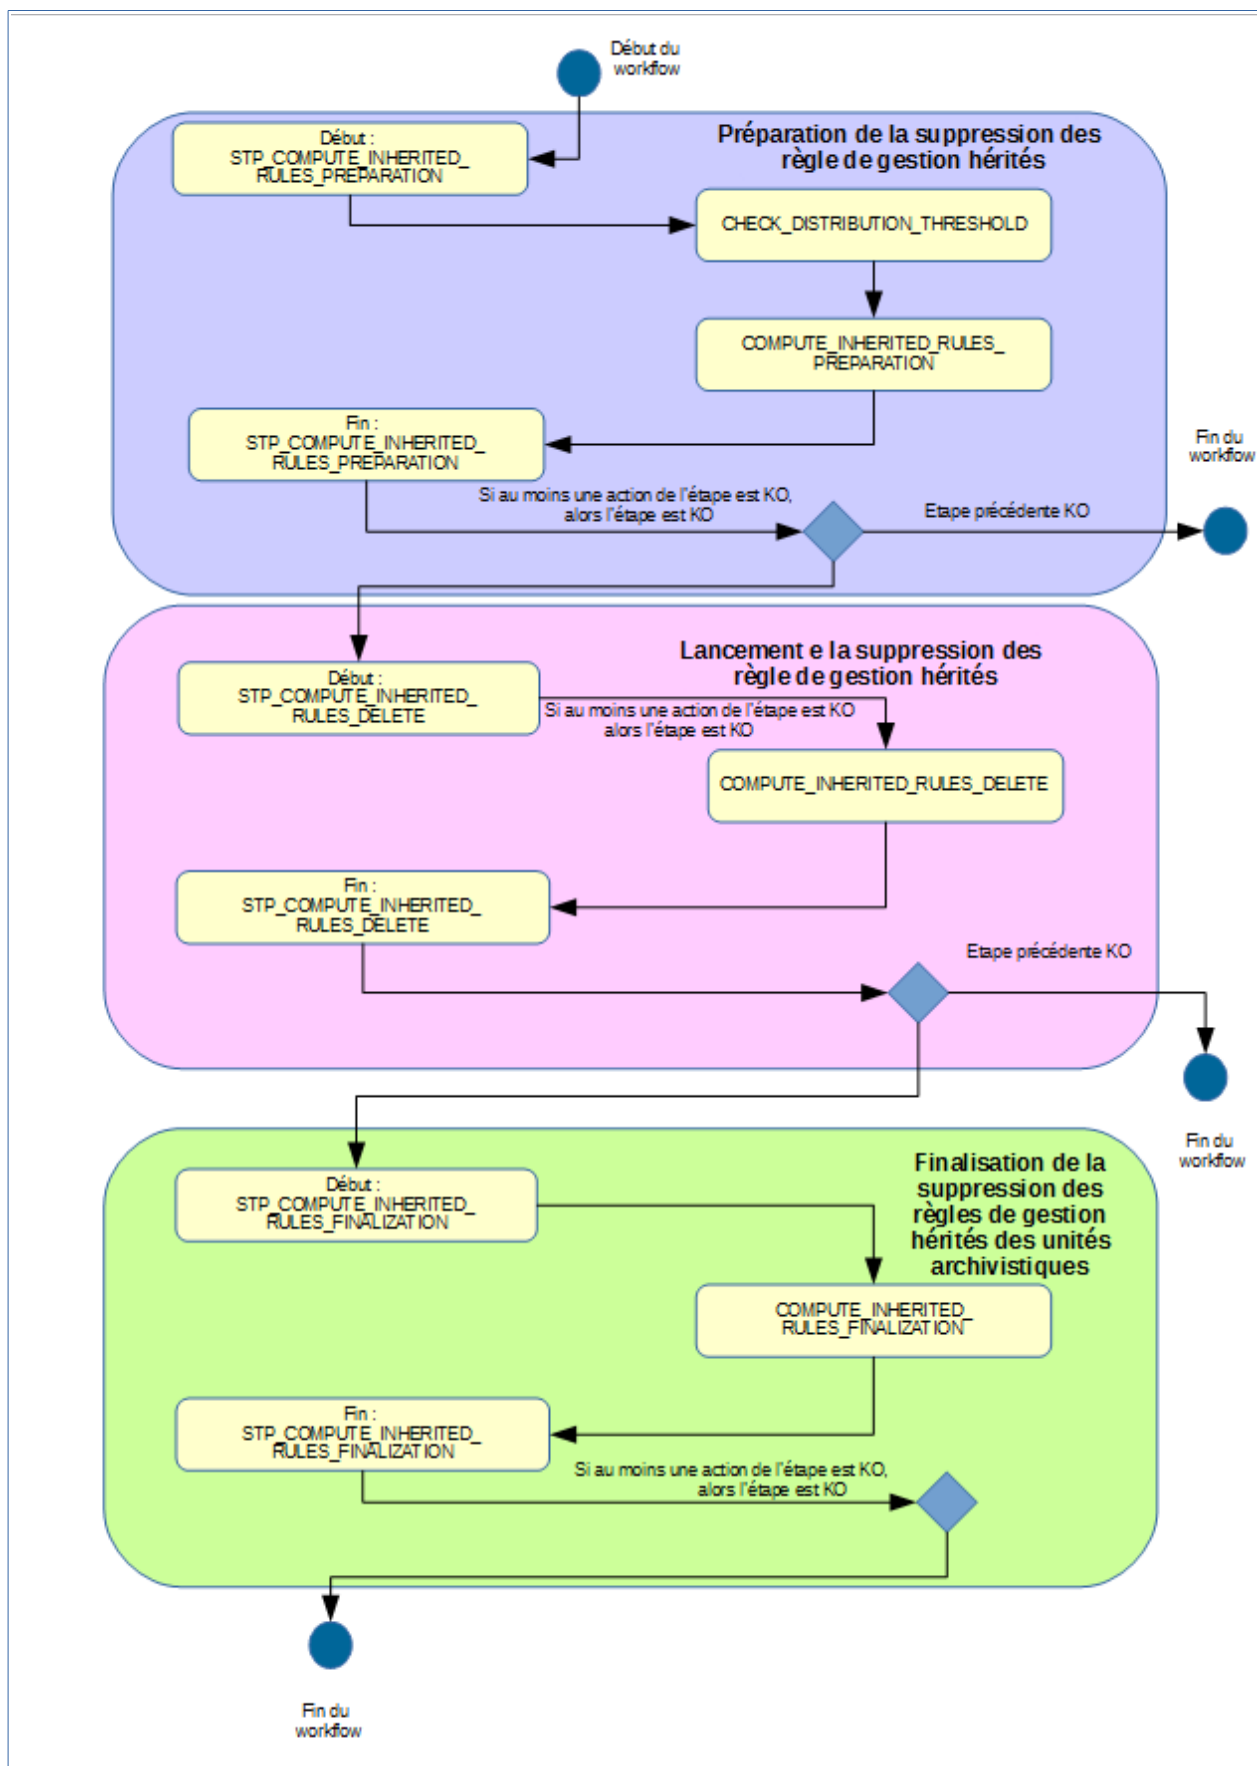 Début du
workflow
Début :
STP_COMPUTE_INHERITED_
RULES_PREPARATION
Préparation de la suppression des
règle de gestion hérités
CHECK_DISTRIBUTION_THRESHOLD
COMPUTE_INHERITED_RULES_
PREPARATION
Fin :
STP_COMPUTE_INHERITED_
RULES_PREPARATION
Fin du
workflow
Si au moins une action de l'étape est KO,
alors l'étape est KO
Etape précédente KO
Lancement e la suppression des
règle de gestion hérités
Début :
STP_COMPUTE_INHERITED_
RULES_DELETE
Si au moins une action de l'étape est KO
alors l'étape est KO
COMPUTE_INHERITED_RULES_DELETE
Fin :
STP_COMPUTE_INHERITED_
RULES_DELETE
Etape précédente KO
Fin du
workflow
Finalisation de la
suppression des
règles de gestion
hérités des unités
archivistiques
Début :
STP_COMPUTE_INHERITED_
RULES_FINALIZATION
COMPUTE_INHERITED_
RULES_FINALIZATION
Fin :
STP_COMPUTE_INHERITED_
RULES_FINALIZATION
Si au moins une action de l'étape est KO,
alors l'étape est KO
Fin du
workflow